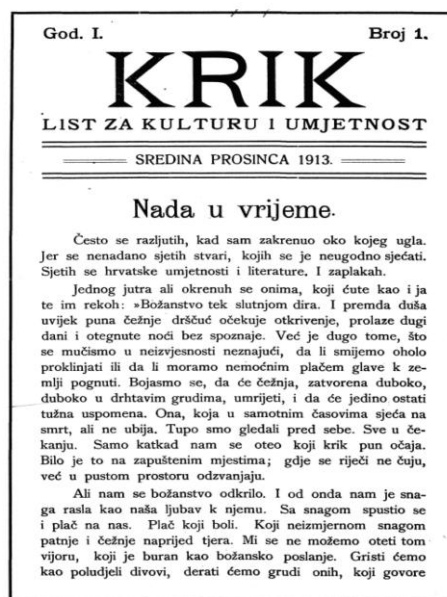 God. I.
Broj 1.
KRIK
LIST ZA KULTURU I UMJETNOST
SREDINA PROSINCA 1913.
Nada u vrijeme.
Često se razljutih, kad sam zakrenuo oko kojeg ugla.
Jer se nenadano sjetih stvari, kojih se je neugodno sjećati.
Sjetih se hrvatske umjetnosti i literature. I zaplakah.
Jednog jutra ali okrenuh se onima, koji ćute kao i ja
te im rekoh: »Božanstvo tek slutnjom dira. I premda duša
uvijek puna čežnje dršćuć očekuje otkrivenje, prolaze dugi
dani i otegnute noći bez spoznaje. Već je dugo tome, što
se mučismo u neizvjesnosti neznajući, da li smijemo oholo
proklinjati ili da li moramo nemoćnim plačem glave k ze-
mlji pognuti. Bojasmo se, da će čežnja, zatvorena duboko,
duboko u drhtavim grudima, umrijeti, i da će jedino ostati
tužna uspomena. Ona, koja u samotnim časovima sjeća na
smrt, ali ne ubija. Tupo smo gledali pred sebe. Sve u če-
kanju. Samo katkad nam se oteo koji krik pun očaja.
Bilo je to na zapuštenim mjestima; gdje se riječi ne čuju,
već u pustom prostoru odzvanjaju.
Ali nam se božanstvo odkrilo. I od onda nam je sna-
ga rasla kao naša ljubav k njemu. Sa snagom spustio se
i plač na nas. Plač koji boli. Koji neizmjernom snagom
patnje i čežnje naprijed tjera. Mi se ne možemo oteti tom
vijoru, koji je buran kao božansko poslanje. Gristi ćemo
kao poludjeli divovi, derati ćemo grudi onih, koji govore